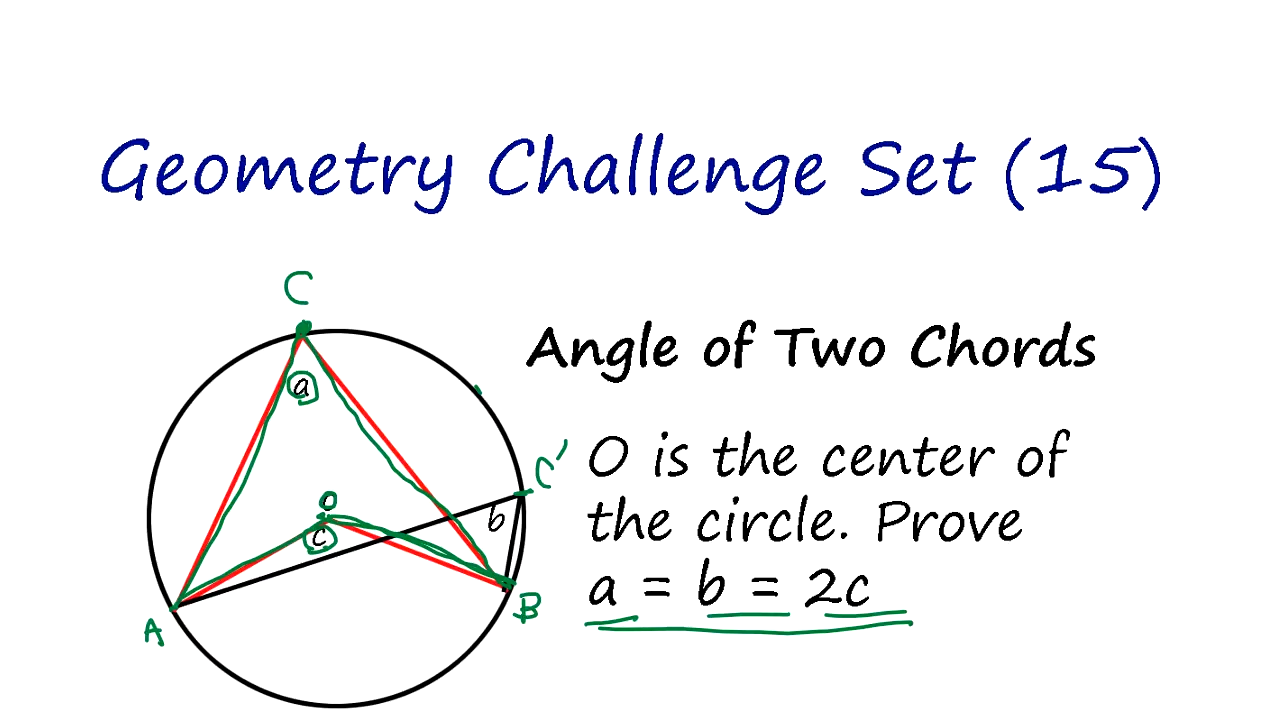 Geometry Challenge Set (15)
C
Angle of Two Chords
a
C'
O is the center of
O
b
the circle. Prove
c
a = b = 2c
A
B